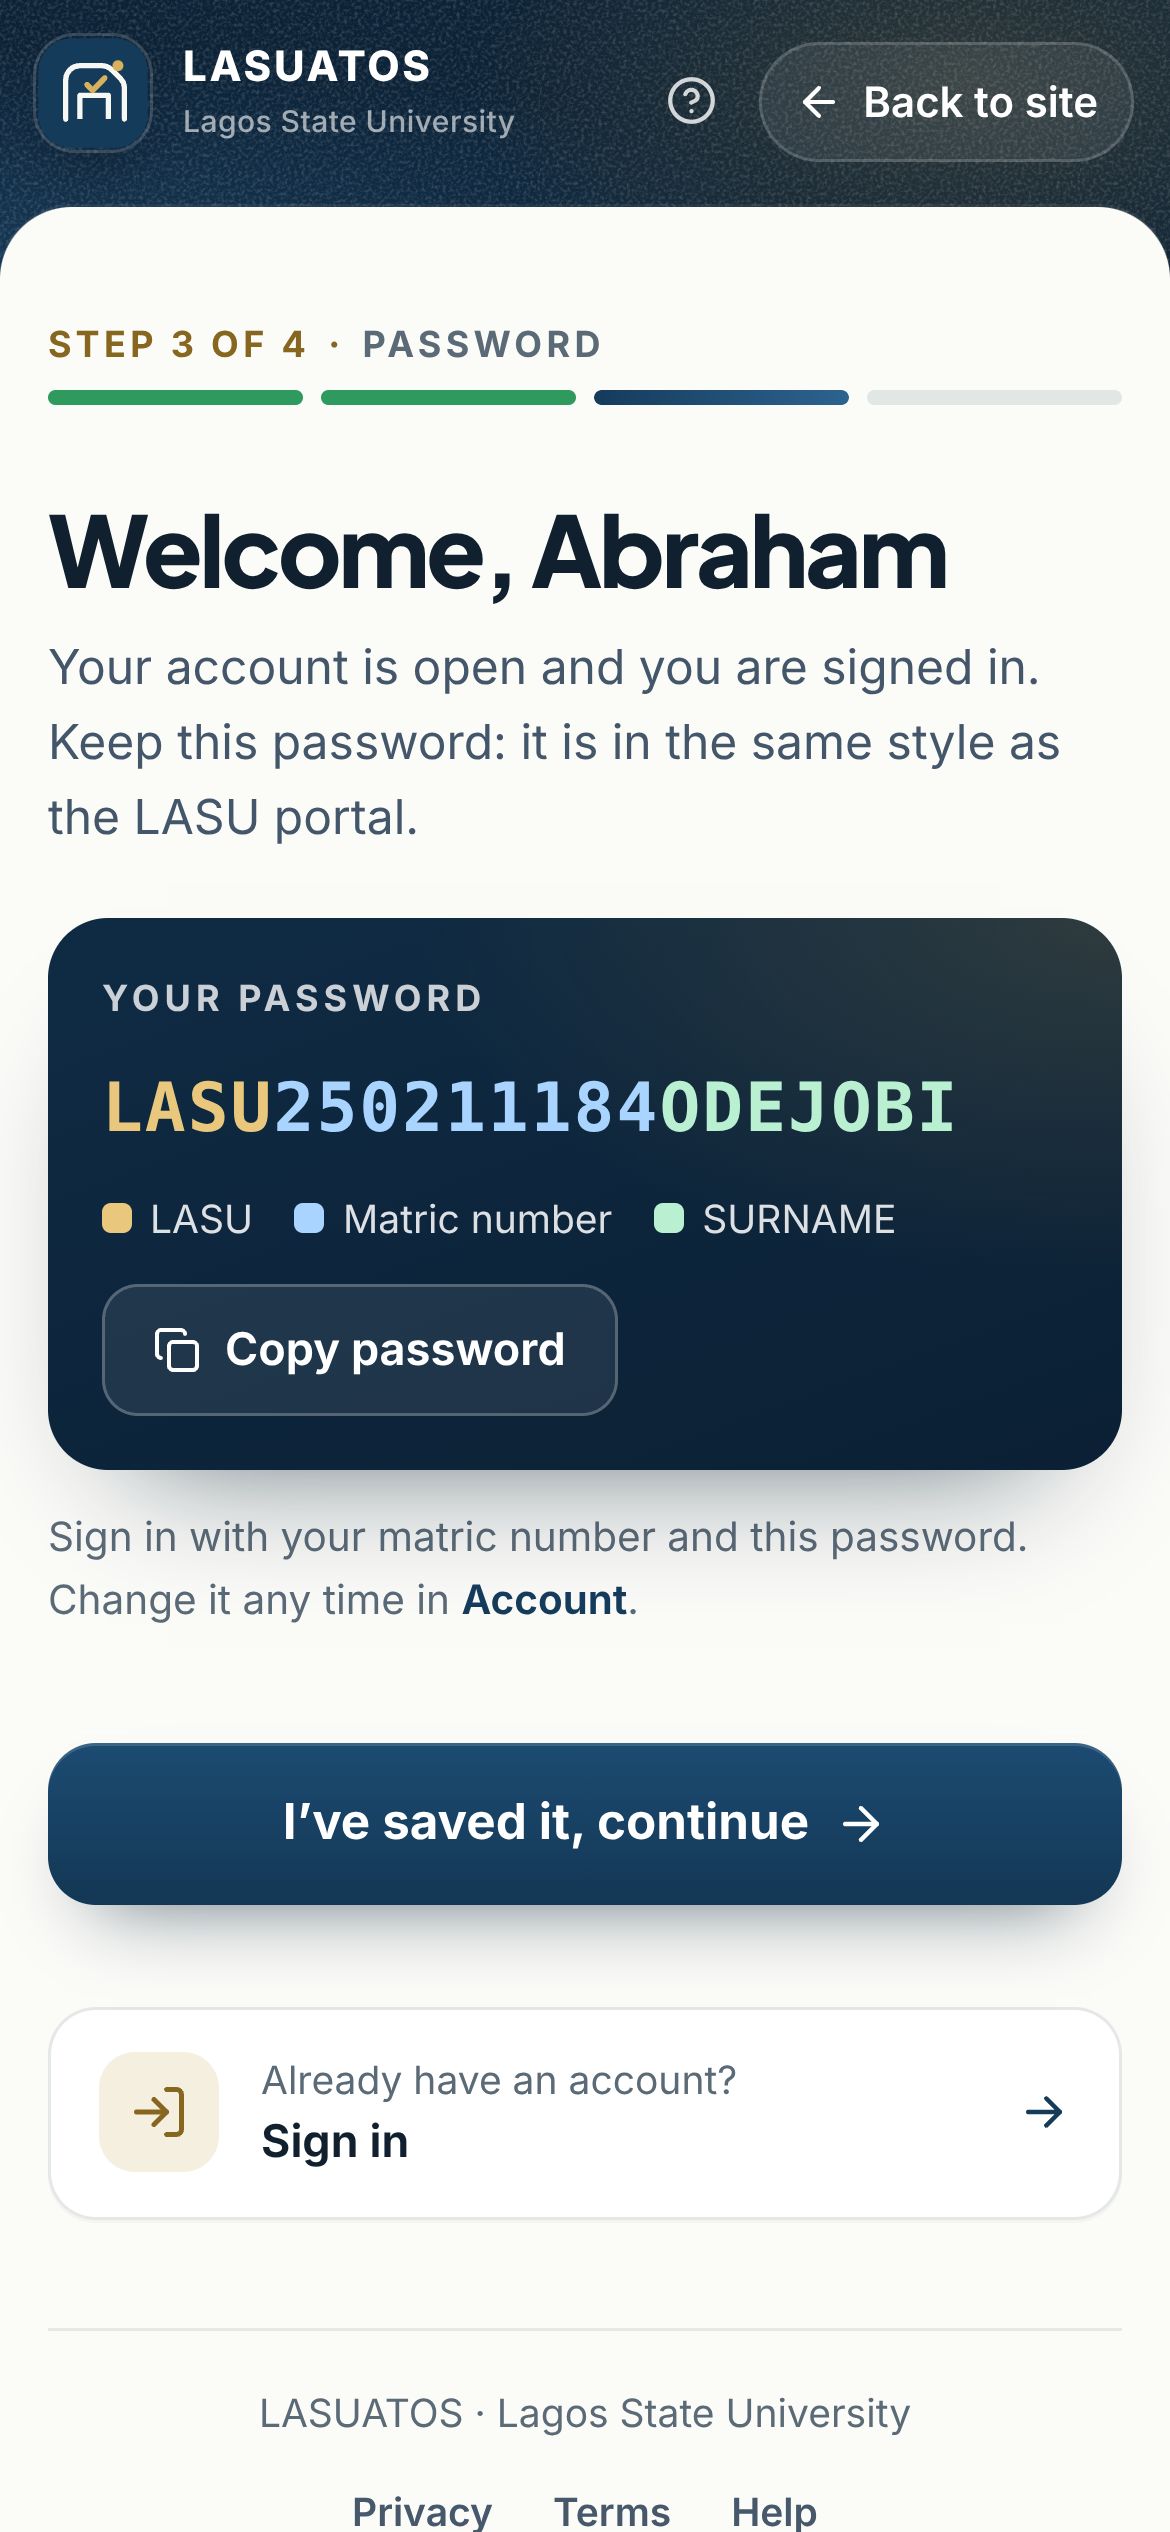 LASUATOS
Lagos State University
Back to site
STEP 3 OF 4 · PASSWORD
Welcome, Abraham
Your account is open and you are signed in.
Keep this password: it is in the same style as
the LASU portal.
YOUR PASSWORD
LASU250211184ODEJOBI
LASU Matric number SURNAME
Copy password
Sign in with your matric number and this password.
Change it any time in Account.
I’ve saved it, continue
Already have an account?
Sign in
LASUATOS · Lagos State University
Privacy Terms Help